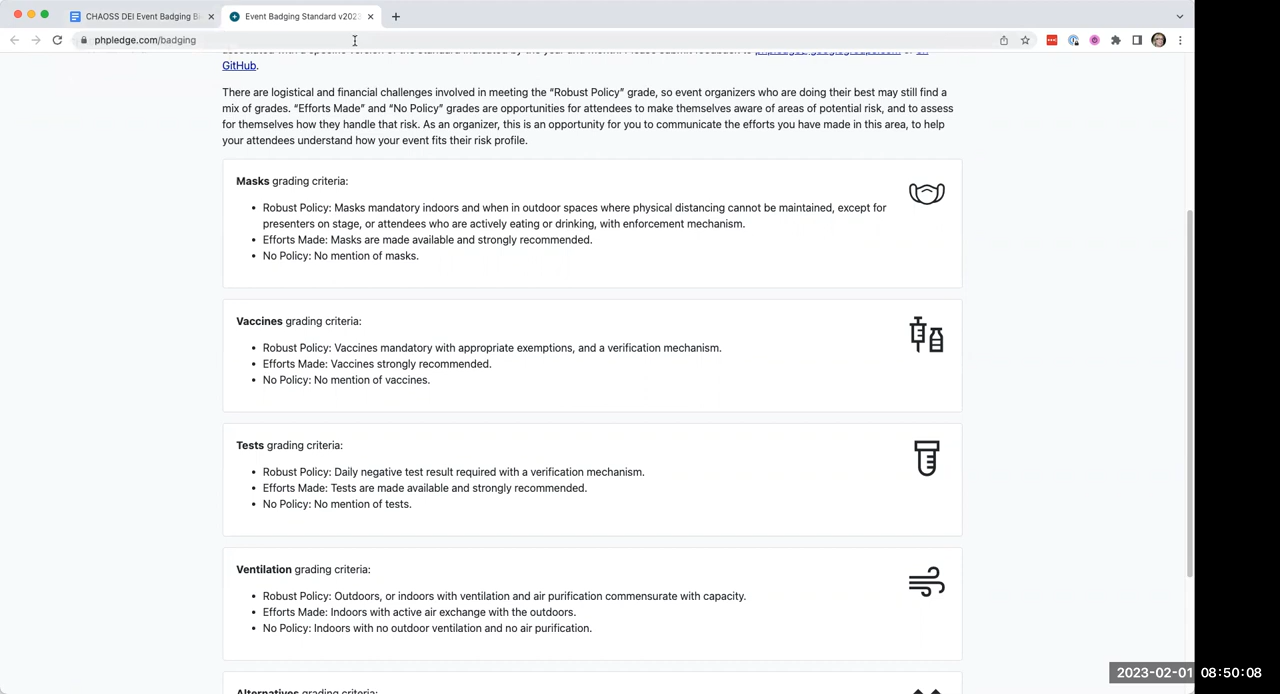 CHAOSS DEI Event Badging B
Event Badging Standard v2023
phpledge.com/badging
GitHub.
There are logistical and financial challenges involved in meeting the “Robust Policy” grade, so event organizers who are doing their best may still find a
mix of grades. “Efforts Made” and “No Policy” grades are opportunities for attendees to make themselves aware of areas of potential risk, and to assess
for themselves how they handle that risk. As an organizer, this is an opportunity for you to communicate the efforts you have made in this area, to help
your attendees understand how your event fits their risk profile.
Masks grading criteria:
• Robust Policy: Masks mandatory indoors and when in outdoor spaces where physical distancing cannot be maintained, except for
presenters on stage, or attendees who are actively eating or drinking, with enforcement mechanism.
• Efforts Made: Masks are made available and strongly recommended.
• No Policy: No mention of masks.
Vaccines grading criteria:
• Robust Policy: Vaccines mandatory with appropriate exemptions, and a verification mechanism.
• Efforts Made: Vaccines strongly recommended.
• No Policy: No mention of vaccines.
Tests grading criteria:
• Robust Policy: Daily negative test result required with a verification mechanism.
• Efforts Made: Tests are made available and strongly recommended.
• No Policy: No mention of tests.
Ventilation grading criteria:
• Robust Policy: Outdoors, or indoors with ventilation and air purification commensurate with capacity.
• Efforts Made: Indoors with active air exchange with the outdoors.
• No Policy: Indoors with no outdoor ventilation and no air purification.
Alternatives grading criteria:
2023-02-01 08:50:08